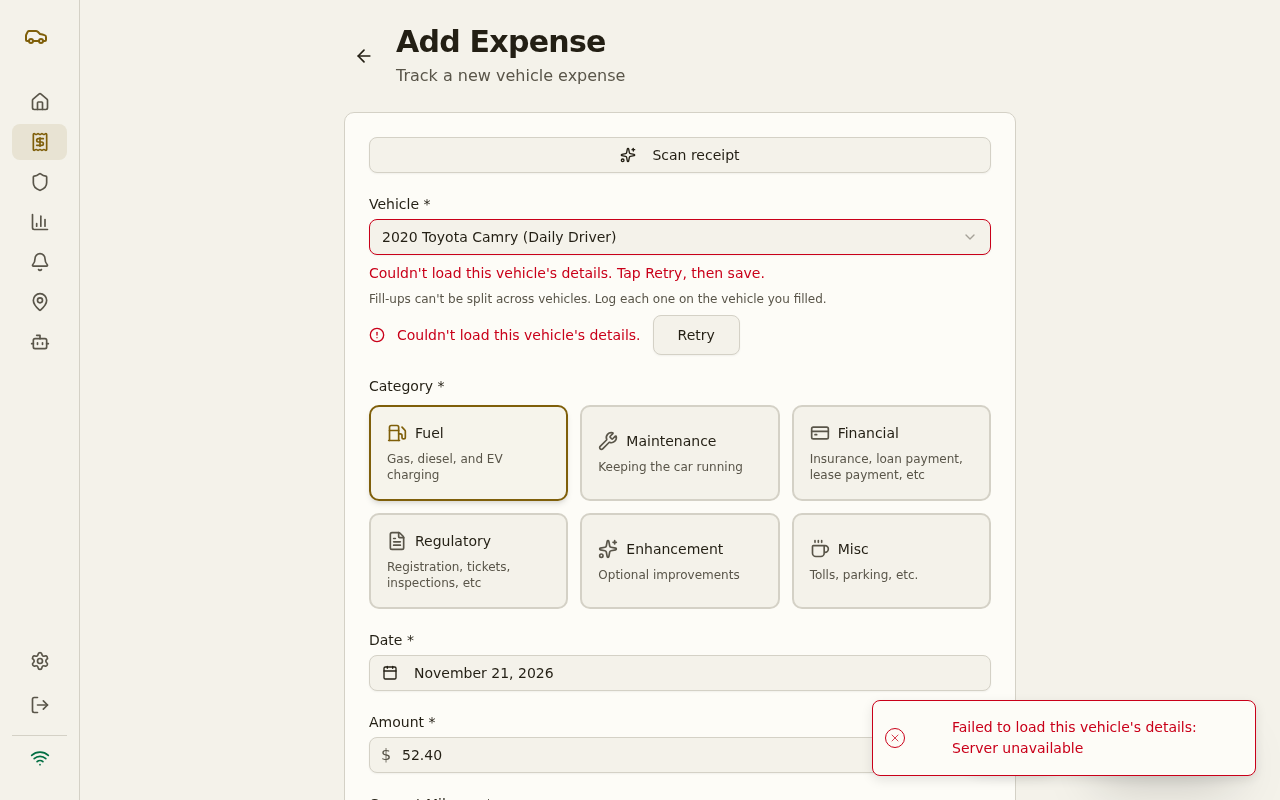 Add Expense
Track a new vehicle expense
Scan receipt
Vehicle *
2020 Toyota Camry (Daily Driver)
Couldn't load this vehicle's details. Tap Retry, then save.
Fill-ups can't be split across vehicles. Log each one on the vehicle you filled.
Couldn't load this vehicle's details.
Retry
Category *
Fuel
Gas, diesel, and EV
charging
Maintenance
Keeping the car running
Financial
Insurance, loan payment,
lease payment, etc
Regulatory
Registration, tickets,
inspections, etc
Enhancement
Optional improvements
Misc
Tolls, parking, etc.
Date *
November 21, 2026
Amount *
$ 52.40
Failed to load this vehicle's details:
Server unavailable